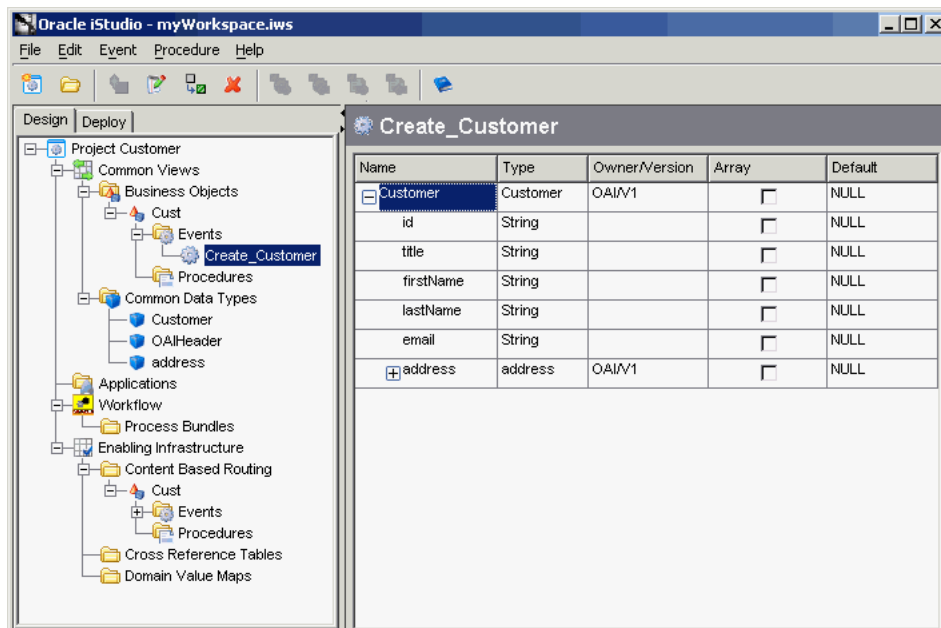 Oracle iStudio - myWorkspace.iws
File Edit Event Procedure Help
Design Deploy
Project Customer
Common Views
Business Objects
Cust
Events
Create_Customer
Procedures
Common Data Types
Customer
OAIHeader
address
Applications
Workflow
Process Bundles
Enabling Infrastructure
Content Based Routing
Cust
Events
Procedures
Cross Reference Tables
Domain Value Maps
Create_Customer
Name Type Owner/Version Array Default
Customer Customer OAI/V1 NULL
id String NULL
title String NULL
firstName String NULL
lastName String NULL
email String NULL
address address OAI/V1 NULL